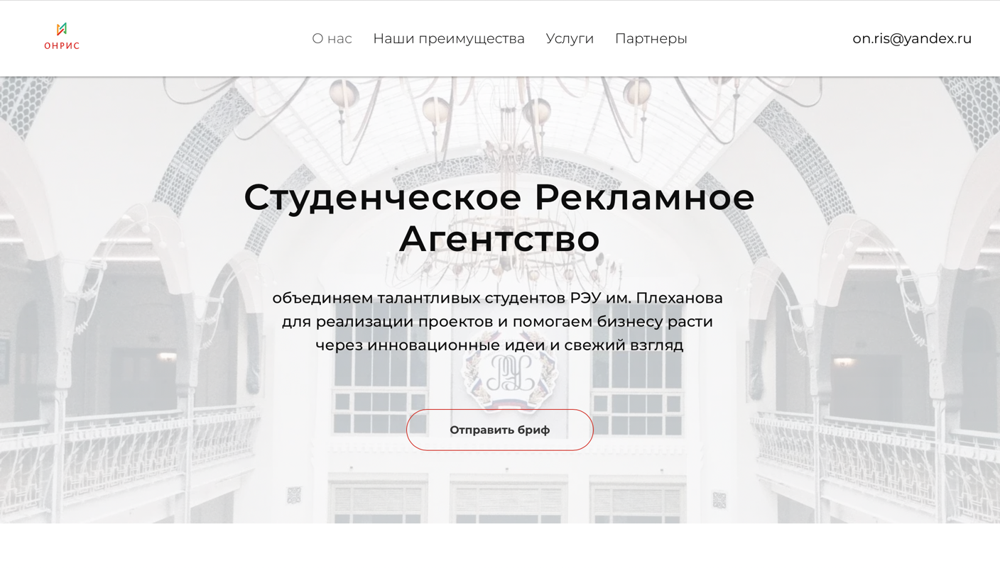 ОНРИС
О нас Наши преимущества Услуги Партнеры
on.ris@yandex.ru
Студенческое Рекламное
Агентство
объединяем талантливых студентов РЭУ им. Плеханова
для реализации проектов и помогаем бизнесу расти
через инновационные идеи и свежий взгляд
Отправить бриф